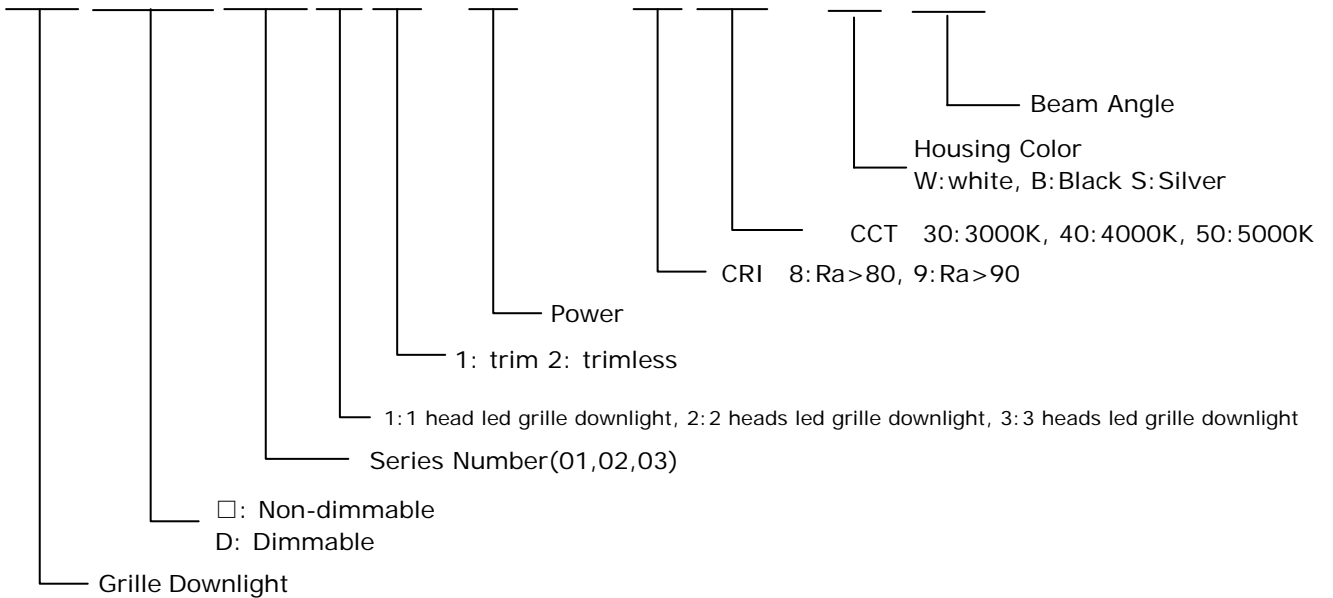 Beam Angle
Housing Color
W:white, B:Black S:Silver
CCT 30:3000K, 40:4000K, 50:5000K
CRI 8:Ra>80, 9:Ra>90
Power
1: trim 2: trimless
1:1 head led grille downlight, 2:2 heads led grille downlight, 3:3 heads led grille downlight
Series Number(01,02,03)
□: Non-dimmable
D: Dimmable
Grille Downlight